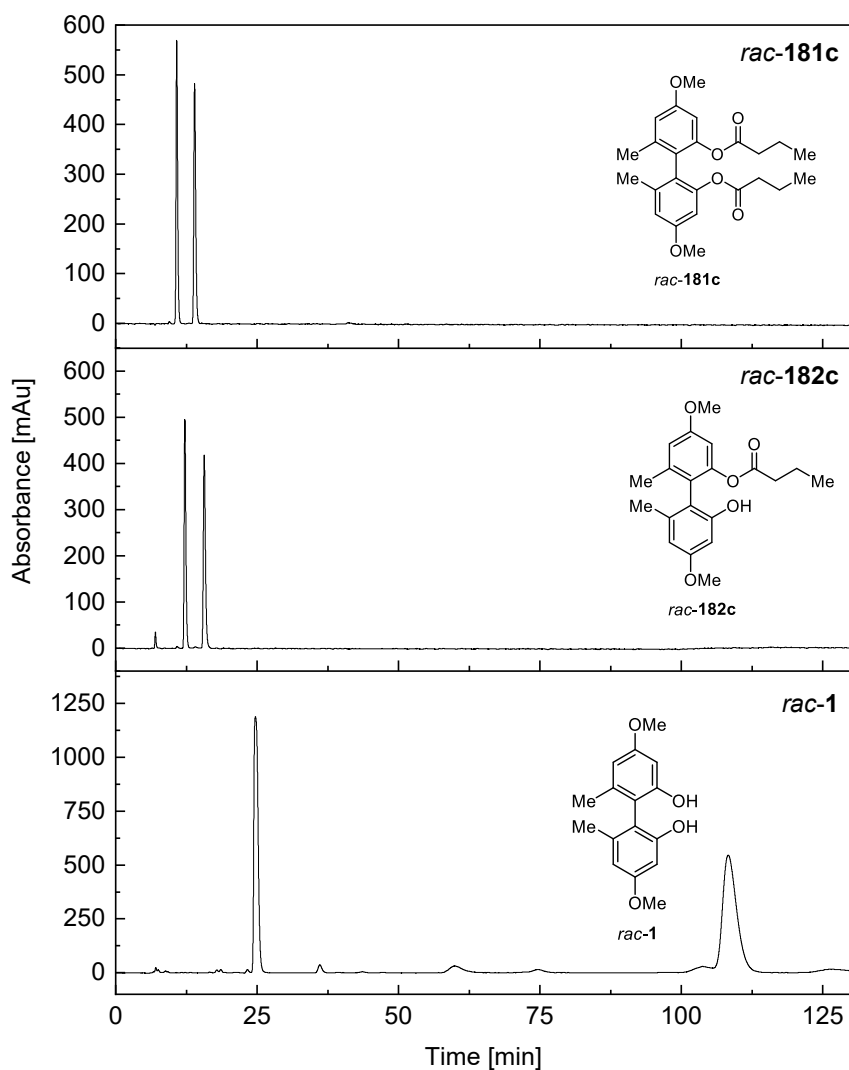 Absorbance [mAu]
600
500
400
300
200
100
0
rac-181c
OMe
O
Me
O
Me
Me
O
Me
O
OMe
rac-181c
600
500
400
300
200
100
0
rac-182c
OMe
O
Me
O
Me
Me
OH
OMe
rac-182c
1250
1000
750
500
250
0
rac-1
OMe
Me
OH
Me
OH
OMe
rac-1
0
25
50
75
100
125
Time [min]